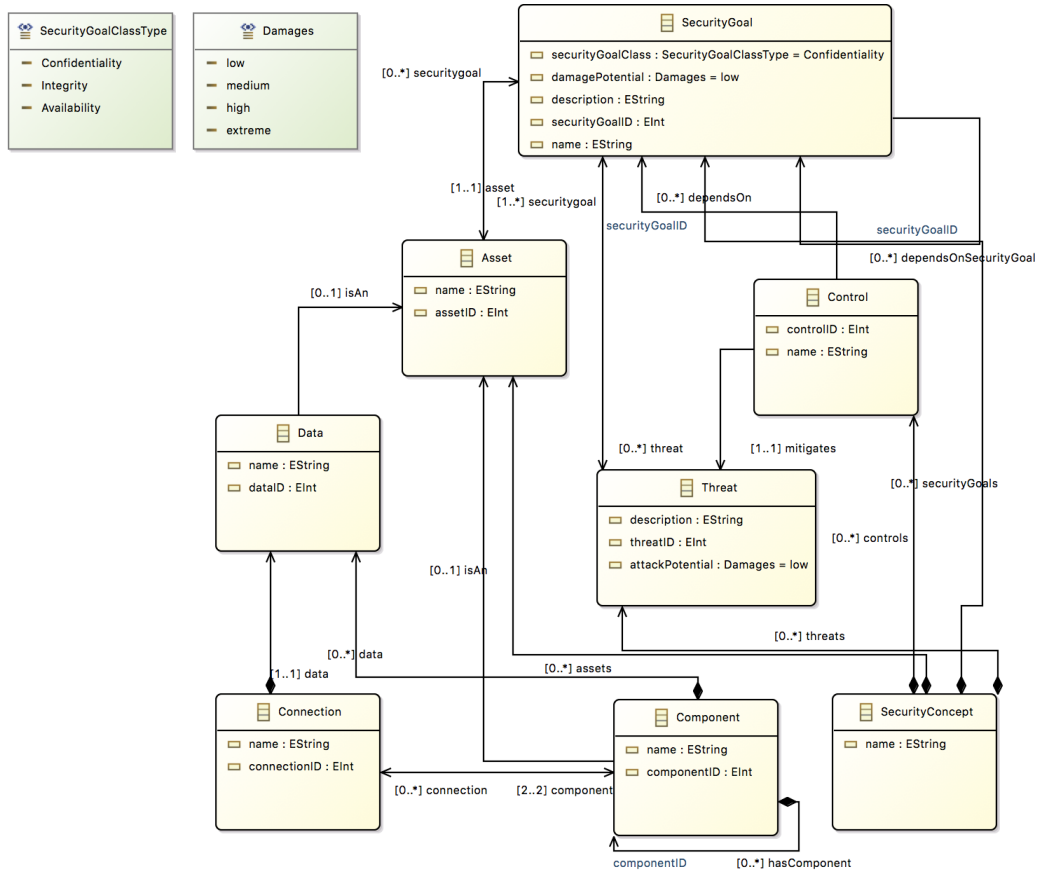 SecurityGoalClassType
Confidentiality
Integrity
Availability
Damages
low
medium
high
extreme
SecurityGoal
securityGoalClass : SecurityGoalClassType = Confidentiality
damagePotential : Damages = low
description : EString
securityGoalID : EInt
name : EString
[0..*] securitygoal
[1..1] asset
[1..*] securitygoal
[0..*] dependsOn
securityGoalID
securityGoalID
[0..*] dependsOnSecurityGoal
Asset
name : EString
assetID : EInt
[0..1] isAn
Control
controlID : EInt
name : EString
Data
name : EString
dataID : EInt
[0..*] threat
[1..1] mitigates
Threat
description : EString
threatID : EInt
attackPotential : Damages = low
[0..*] securityGoals
[0..*] controls
[0..1] isAn
[0..*] threats
[0..*] data
[1..1] data
[0..*] assets
Connection
name : EString
connectionID : EInt
Component
name : EString
componentID : EInt
SecurityConcept
name : EString
[0..*] connection
[2..2] component
componentID
[0..*] hasComponent